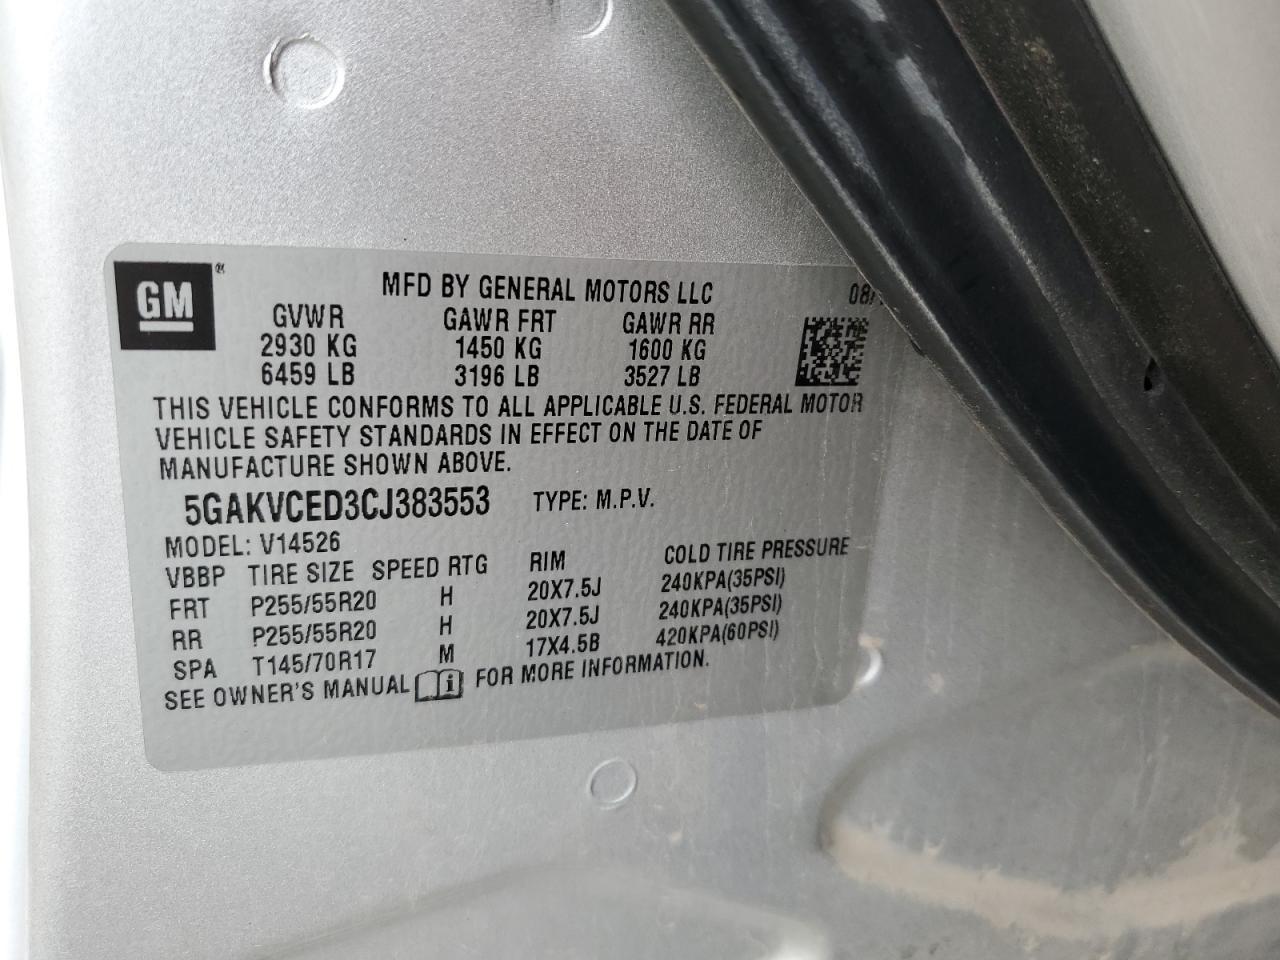 GM
MFD BY GENERAL MOTORS LLC 08/
GVWR GAWR FRT GAWR RR
2930 KG 1450 KG 1600 KG
6459 LB 3196 LB 3527 LB
THIS VEHICLE CONFORMS TO ALL APPLICABLE U.S. FEDERAL MOTOR
VEHICLE SAFETY STANDARDS IN EFFECT ON THE DATE OF
MANUFACTURE SHOWN ABOVE.
5GAKVCED3CJ383553 TYPE: M.P.V.
MODEL: V14526
VBBP TIRE SIZE SPEED RTG RIM COLD TIRE PRESSURE
FRT P255/55R20 H 20X7.5J 240KPA(35PSI)
RR P255/55R20 H 20X7.5J 240KPA(35PSI)
SPA T145/70R17 M 17X4.5B 420KPA(60PSI)
SEE OWNER'S MANUAL i FOR MORE INFORMATION.